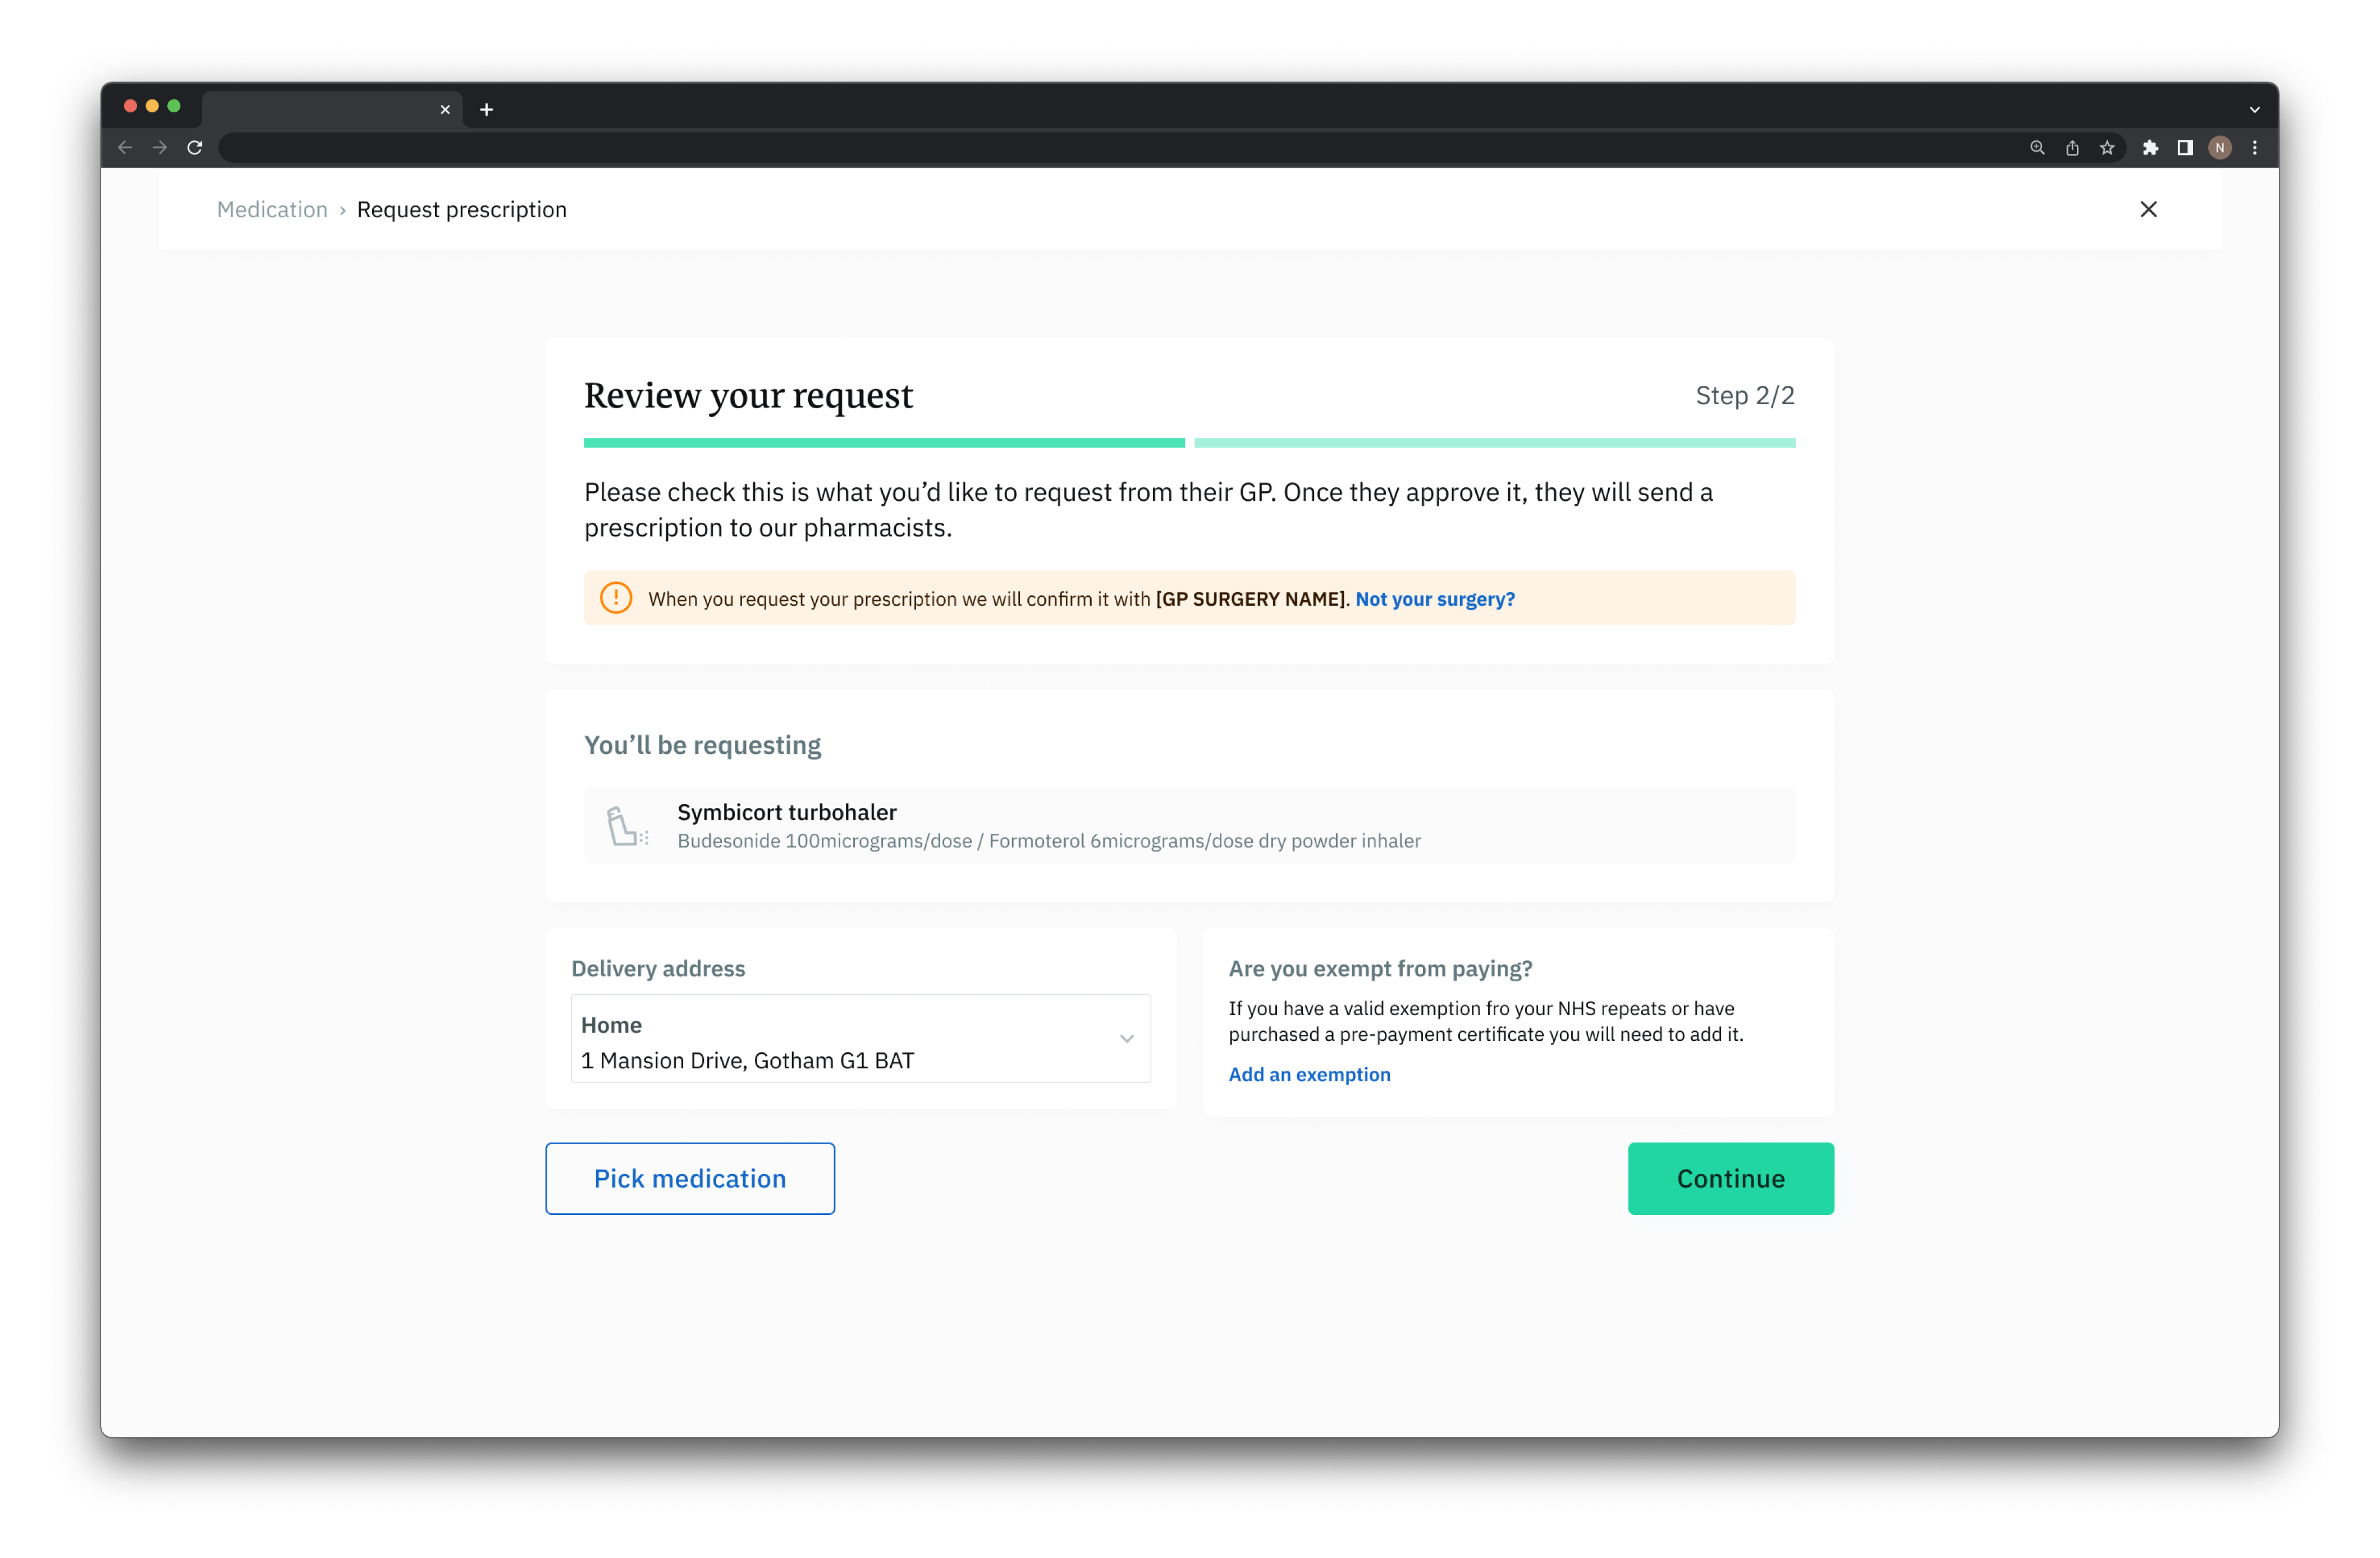 N
Medication › Request prescription
Review your request
Step 2/2
Please check this is what you’d like to request from their GP. Once they approve it, they will send a
prescription to our pharmacists.
When you request your prescription we will confirm it with [GP SURGERY NAME]. Not your surgery?
You’ll be requesting
Symbicort turbohaler
Budesonide 100micrograms/dose / Formoterol 6micrograms/dose dry powder inhaler
Delivery address
Home
1 Mansion Drive, Gotham G1 BAT
Are you exempt from paying?
If you have a valid exemption fro your NHS repeats or have
purchased a pre-payment certificate you will need to add it.
Add an exemption
Pick medication
Continue